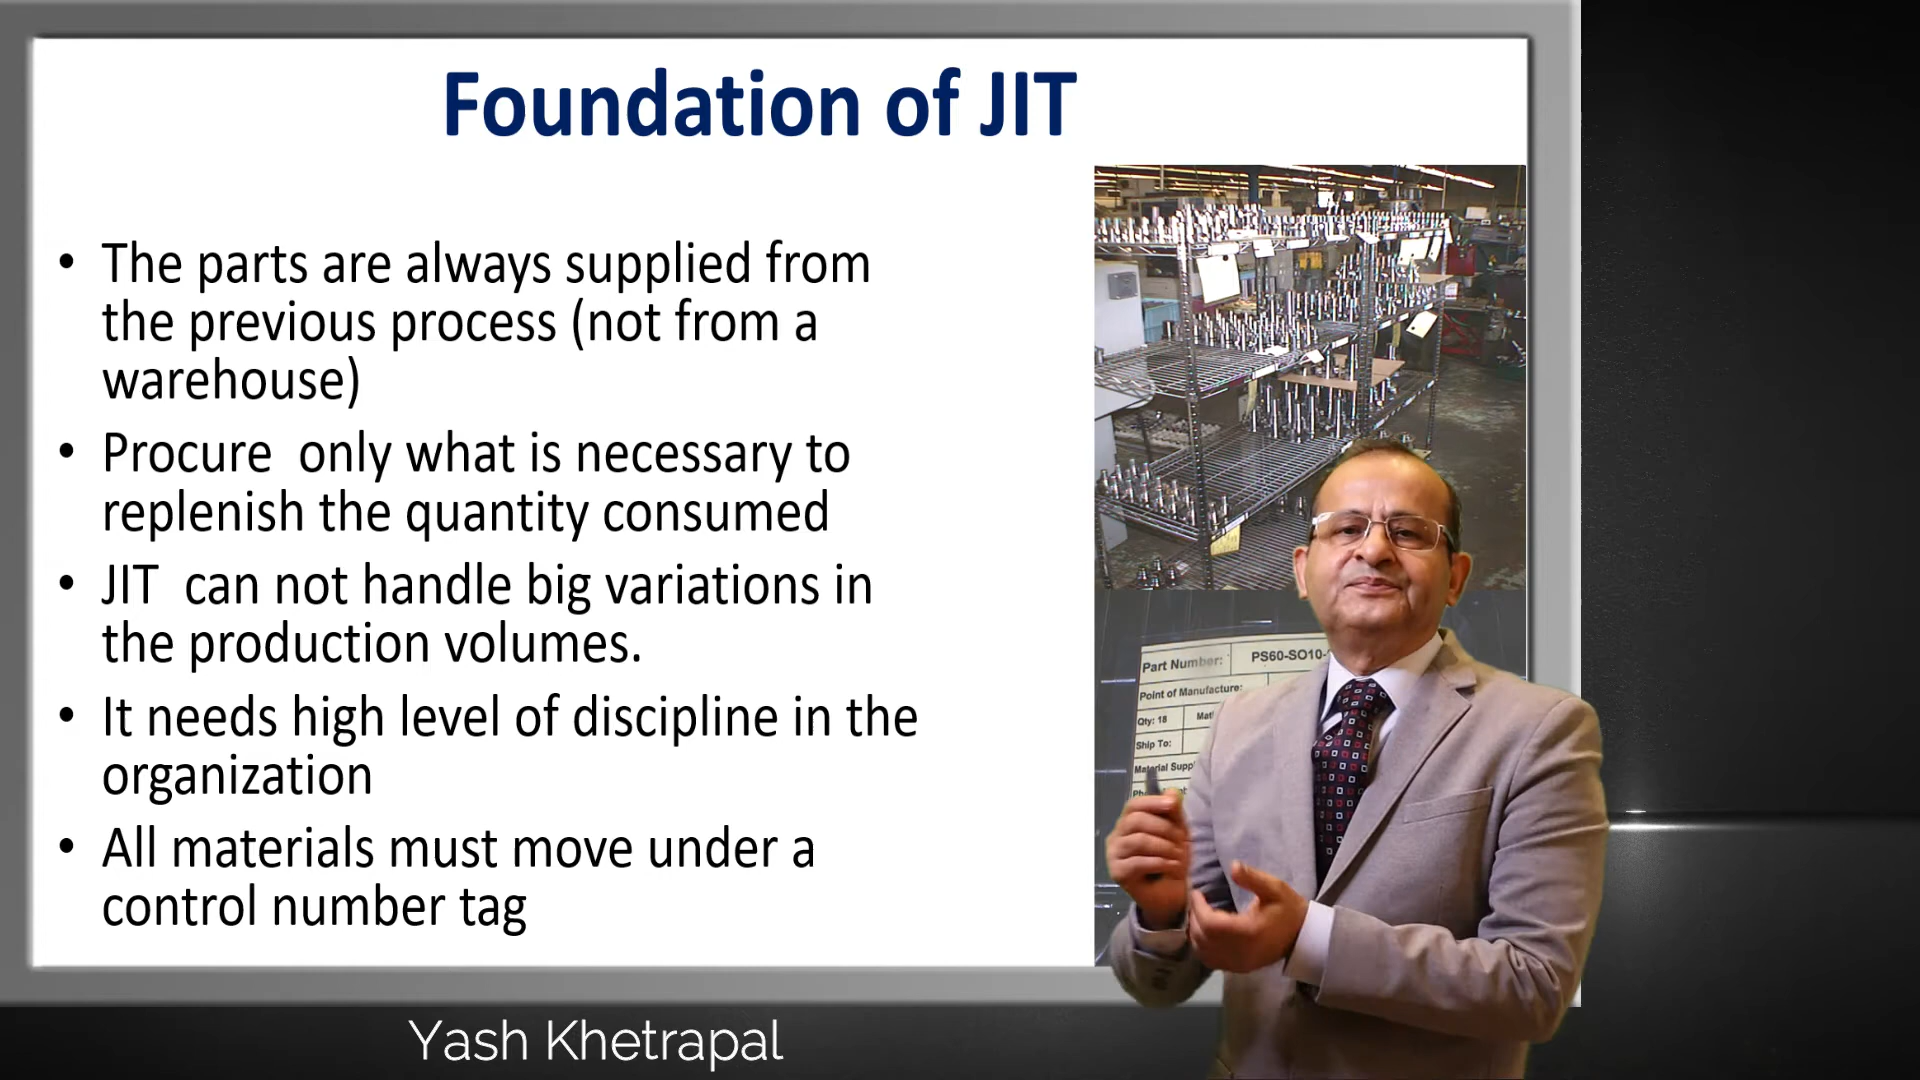 Foundation of JIT
• The parts are always supplied from
the previous process (not from a
warehouse)
• Procure only what is necessary to
replenish the quantity consumed
• JIT can not handle big variations in
the production volumes.
• It needs high level of discipline in the
organization
• All materials must move under a
control number tag
Part Number: PS60-SO10-
Point of Manufacture:
Qty: 18
Ship To:
Material
Yash Khetrapal